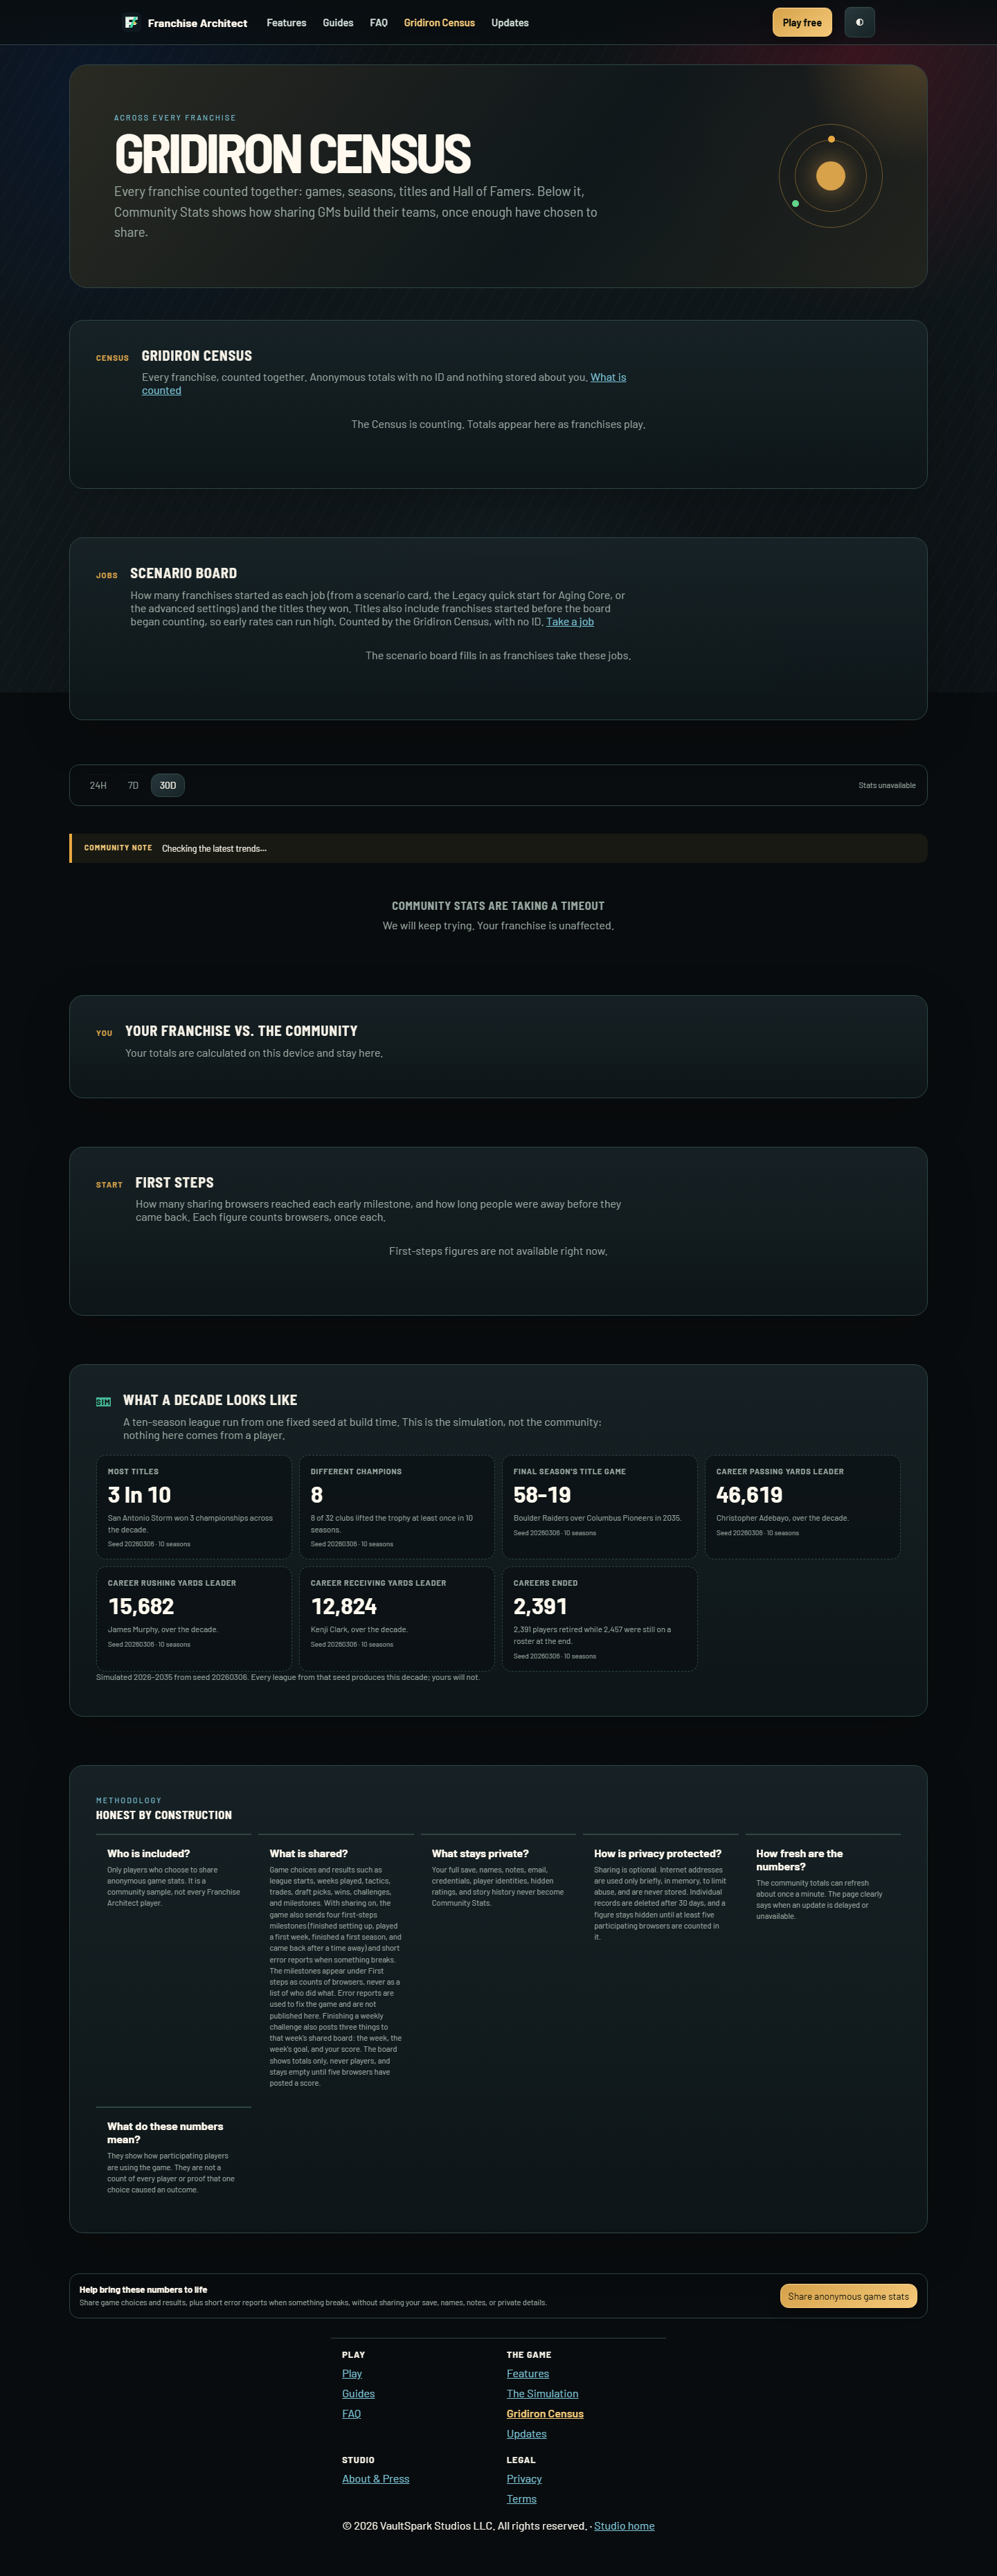 Franchise Architect
Features
Guides
FAQ
Gridiron Census
Updates
Play free
ACROSS EVERY FRANCHISE
GRIDIRON CENSUS
Every franchise counted together: games, seasons, titles and Hall of Famers. Below it,
Community Stats shows how sharing GMs build their teams, once enough have chosen to
share.
CENSUS
GRIDIRON CENSUS
Every franchise, counted together. Anonymous totals with no ID and nothing stored about you. What is
counted
The Census is counting. Totals appear here as franchises play.
JOBS
SCENARIO BOARD
How many franchises started as each job (from a scenario card, the Legacy quick start for Aging Core, or
the advanced settings) and the titles they won. Titles also include franchises started before the board
began counting, so early rates can run high. Counted by the Gridiron Census, with no ID. Take a job
The scenario board fills in as franchises take these jobs.
24H
7D
30D
Stats unavailable
COMMUNITY NOTE
Checking the latest trends…
COMMUNITY STATS ARE TAKING A TIMEOUT
We will keep trying. Your franchise is unaffected.
YOU
YOUR FRANCHISE VS. THE COMMUNITY
Your totals are calculated on this device and stay here.
START
FIRST STEPS
How many sharing browsers reached each early milestone, and how long people were away before they
came back. Each figure counts browsers, once each.
First-steps figures are not available right now.
SIM
WHAT A DECADE LOOKS LIKE
A ten-season league run from one fixed seed at build time. This is the simulation, not the community:
nothing here comes from a player.
MOST TITLES
3 in 10
San Antonio Storm won 3 championships across
the decade.
Seed 20260306 · 10 seasons
DIFFERENT CHAMPIONS
8
8 of 32 clubs lifted the trophy at least once in 10
seasons.
Seed 20260306 · 10 seasons
FINAL SEASON'S TITLE GAME
58-19
Boulder Raiders over Columbus Pioneers in 2035.
Seed 20260306 · 10 seasons
CAREER PASSING YARDS LEADER
46,619
Christopher Adebayo, over the decade.
Seed 20260306 · 10 seasons
CAREER RUSHING YARDS LEADER
15,682
James Murphy, over the decade.
Seed 20260306 · 10 seasons
CAREER RECEIVING YARDS LEADER
12,824
Kenji Clark, over the decade.
Seed 20260306 · 10 seasons
CAREERS ENDED
2,391
2,391 players retired while 2,457 were still on a
roster at the end.
Seed 20260306 · 10 seasons
Simulated 2026–2035 from seed 20260306. Every league from that seed produces this decade; yours will not.
METHODOLOGY
HONEST BY CONSTRUCTION
Who is included?
Only players who choose to share
anonymous game stats. It is a
community sample, not every Franchise
Architect player.
What is shared?
Game choices and results such as
league starts, weeks played, tactics,
trades, draft picks, wins, challenges,
and milestones. With sharing on, the
game also sends four first-steps
milestones (finished setting up, played
a first week, finished a first season, and
came back after a time away) and short
error reports when something breaks.
The milestones appear under First
steps as counts of browsers, never as a
list of who did what. Error reports are
used to fix the game and are not
published here. Finishing a weekly
challenge also posts three things to
that week's shared board: the week, the
week's goal, and your score. The board
shows totals only, never players, and
stays empty until five browsers have
posted a score.
What stays private?
Your full save, names, notes, email,
credentials, player identities, hidden
ratings, and story history never become
Community Stats.
How is privacy protected?
Sharing is optional. Internet addresses
are used only briefly, in memory, to limit
abuse, and are never stored. Individual
records are deleted after 30 days, and a
figure stays hidden until at least five
participating browsers are counted in
it.
How fresh are the
numbers?
The community totals can refresh
about once a minute. The page clearly
says when an update is delayed or
unavailable.
What do these numbers
mean?
They show how participating players
are using the game. They are not a
count of every player or proof that one
choice caused an outcome.
Help bring these numbers to life
Share game choices and results, plus short error reports when something breaks, without sharing your save, names, notes, or private details.
Share anonymous game stats
PLAY
Play
Guides
FAQ
THE GAME
Features
The Simulation
Gridiron Census
Updates
STUDIO
About & Press
LEGAL
Privacy
Terms
© 2026 VaultSpark Studios LLC. All rights reserved. · Studio home